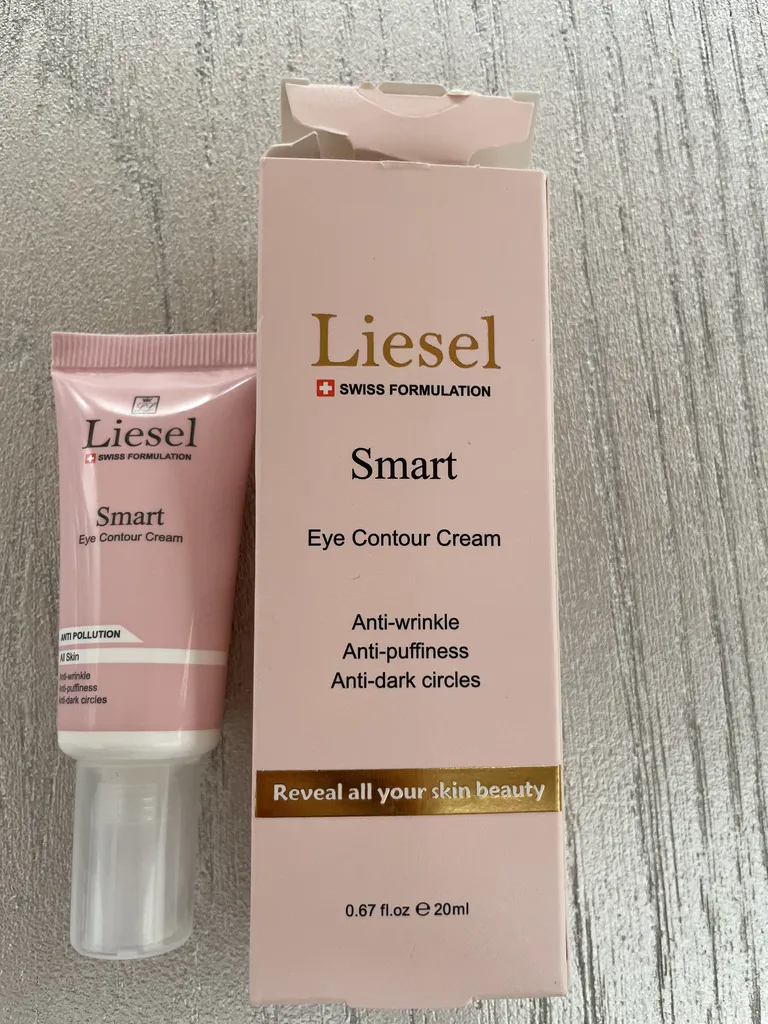 Liesel
SWISS FORMULATION
Smart
Eye Contour Cream
ANTI POLLUTION
All Skin
Anti-wrinkle
Anti-puffiness
Anti-dark circles
Liesel
SWISS FORMULATION
Smart
Eye Contour Cream
Anti-wrinkle
Anti-puffiness
Anti-dark circles
Reveal all your skin beauty
0.67 fl.oz ℮ 20ml